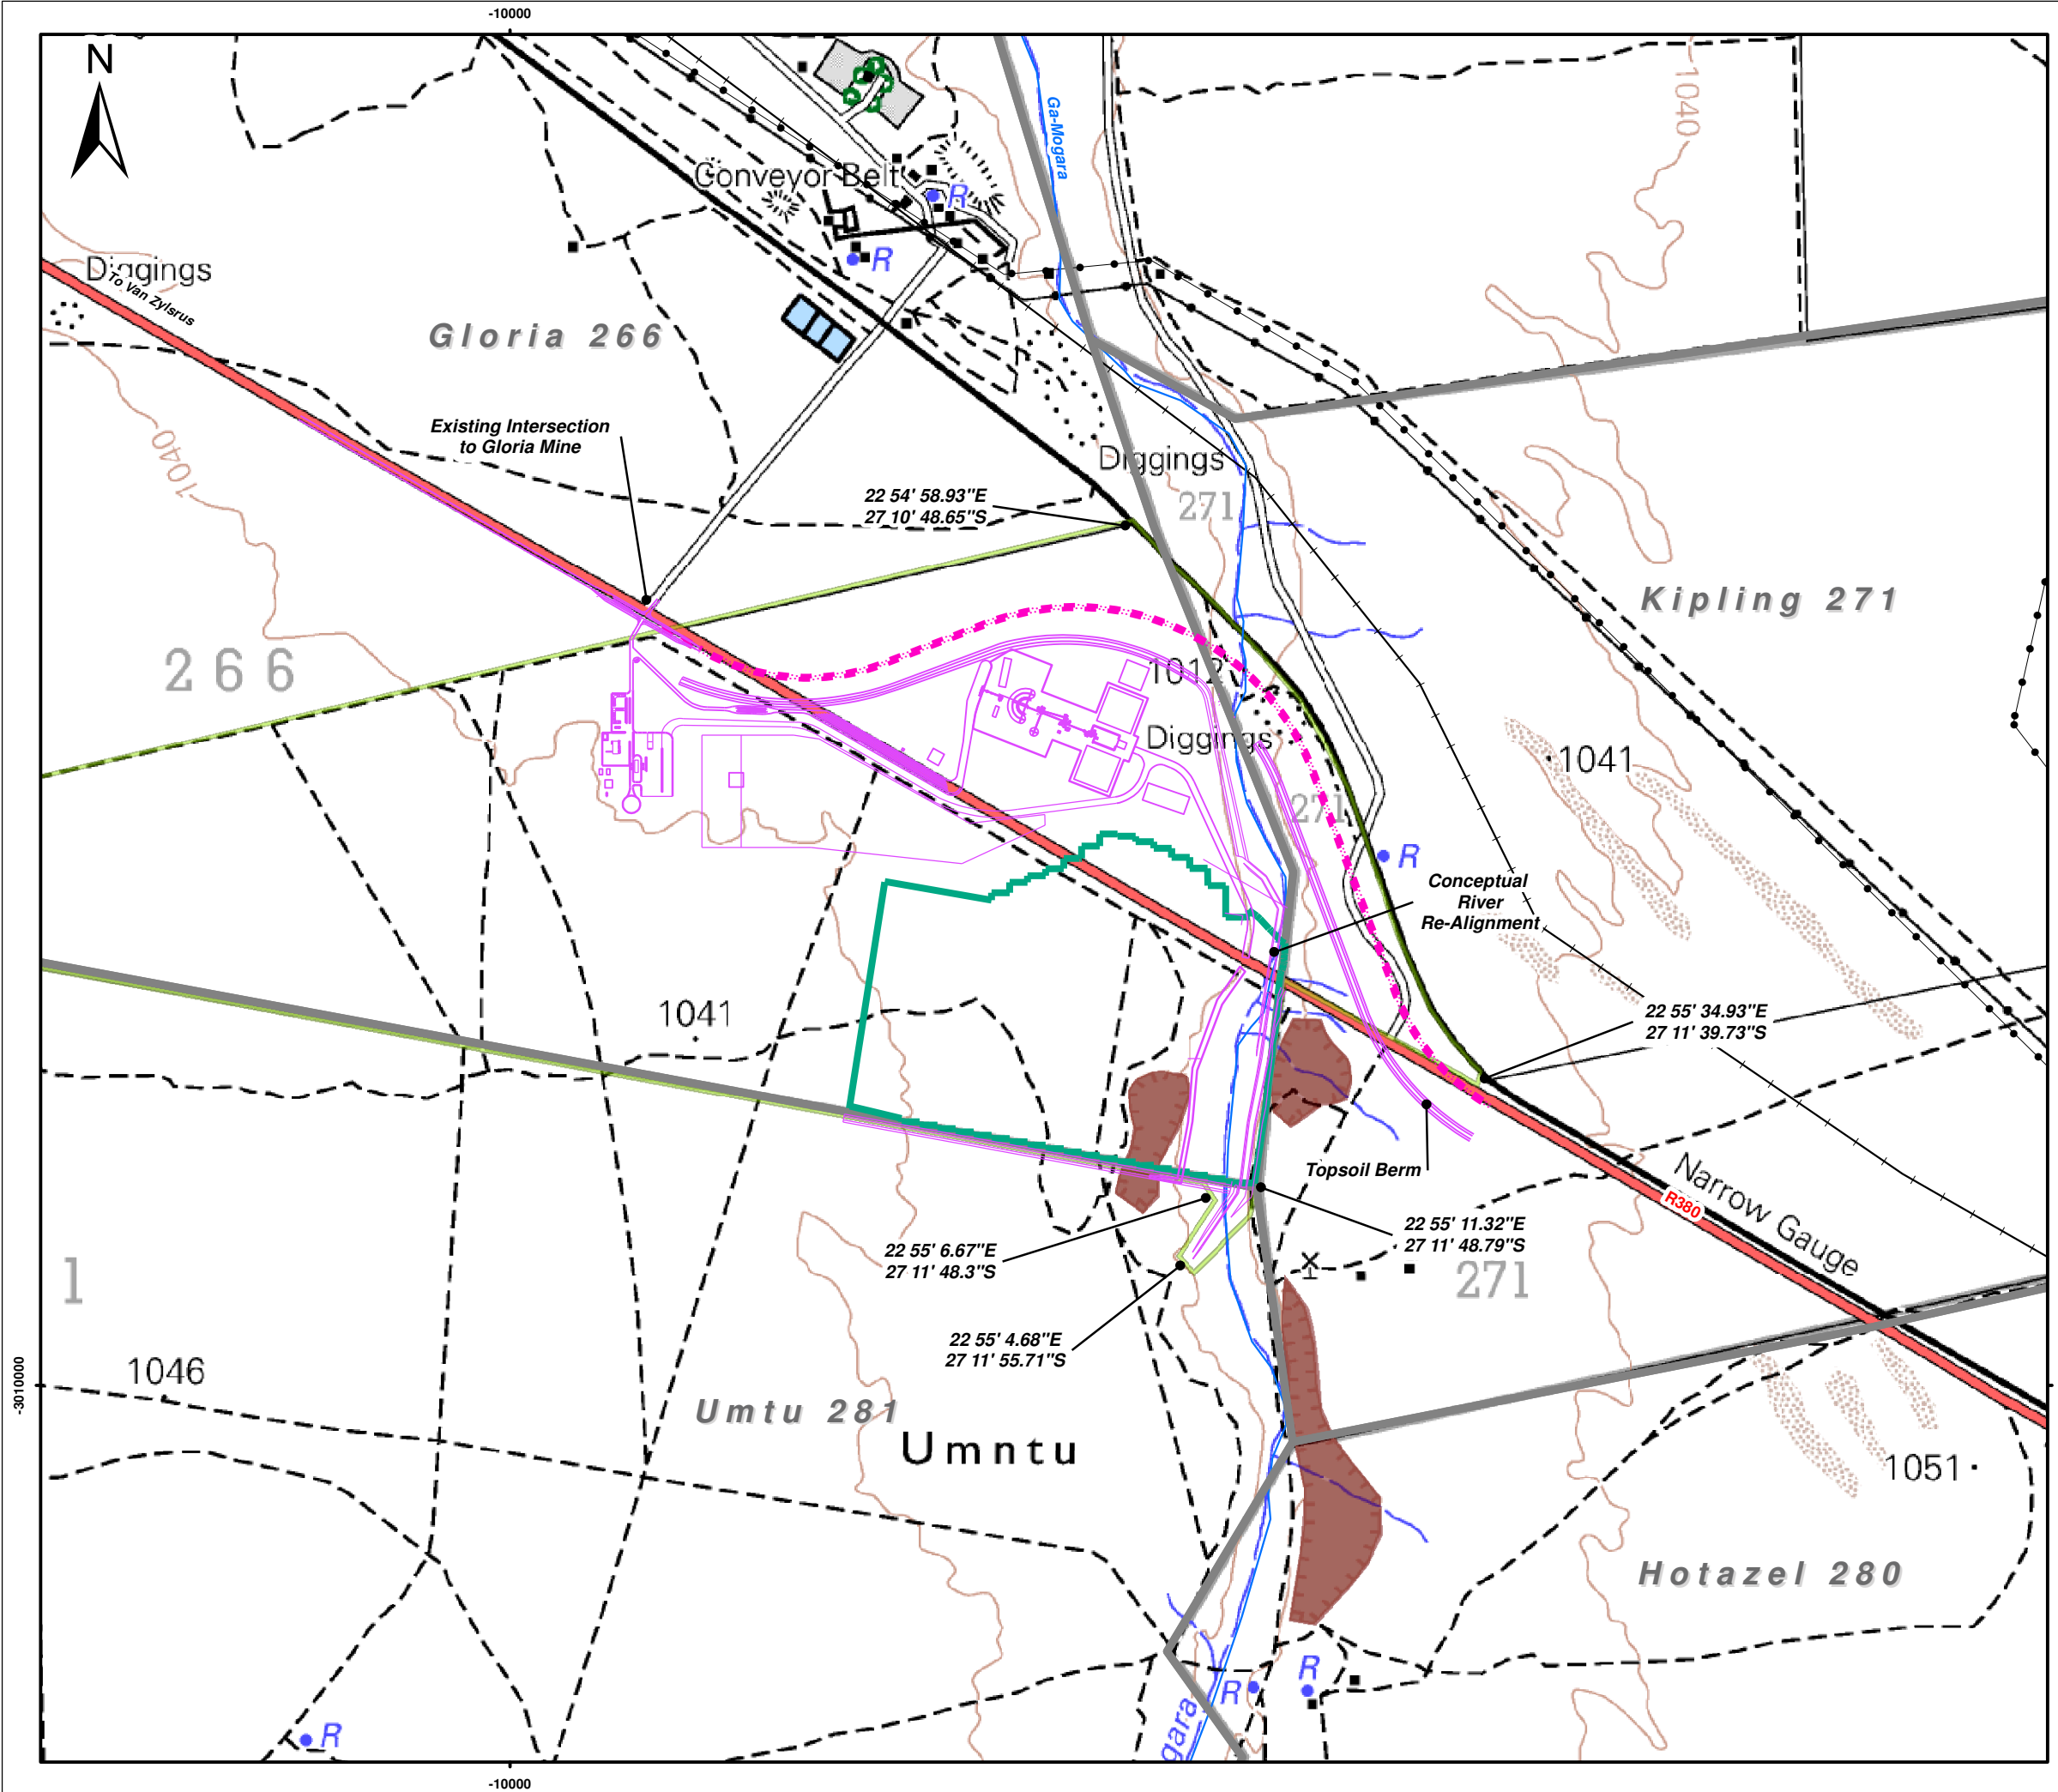 -10000
N
Ga-Mogara
1040
Conveyor Belt
R
R
Diggings
To Van Zylsrus
Gloria 266
Existing Intersection
to Gloria Mine
1040
Diggings
22 54' 58.93"E
27 10' 48.65"S
271
Kipling 271
266
1012
Diggings
1041
271
R
Conceptual
River
Re-Alignment
1041
22 55' 34.93"E
27 11' 39.73"S
Topsoil Berm
Narrow Gauge
R380
22 55' 11.32"E
27 11' 48.79"S
22 55' 6.67"E
27 11' 48.3"S
271
1
22 55' 4.68"E
27 11' 55.71"S
1046
-3010000
Umtu 281
Umntu
1051
Hotazel 280
R
R
gara
R
-10000